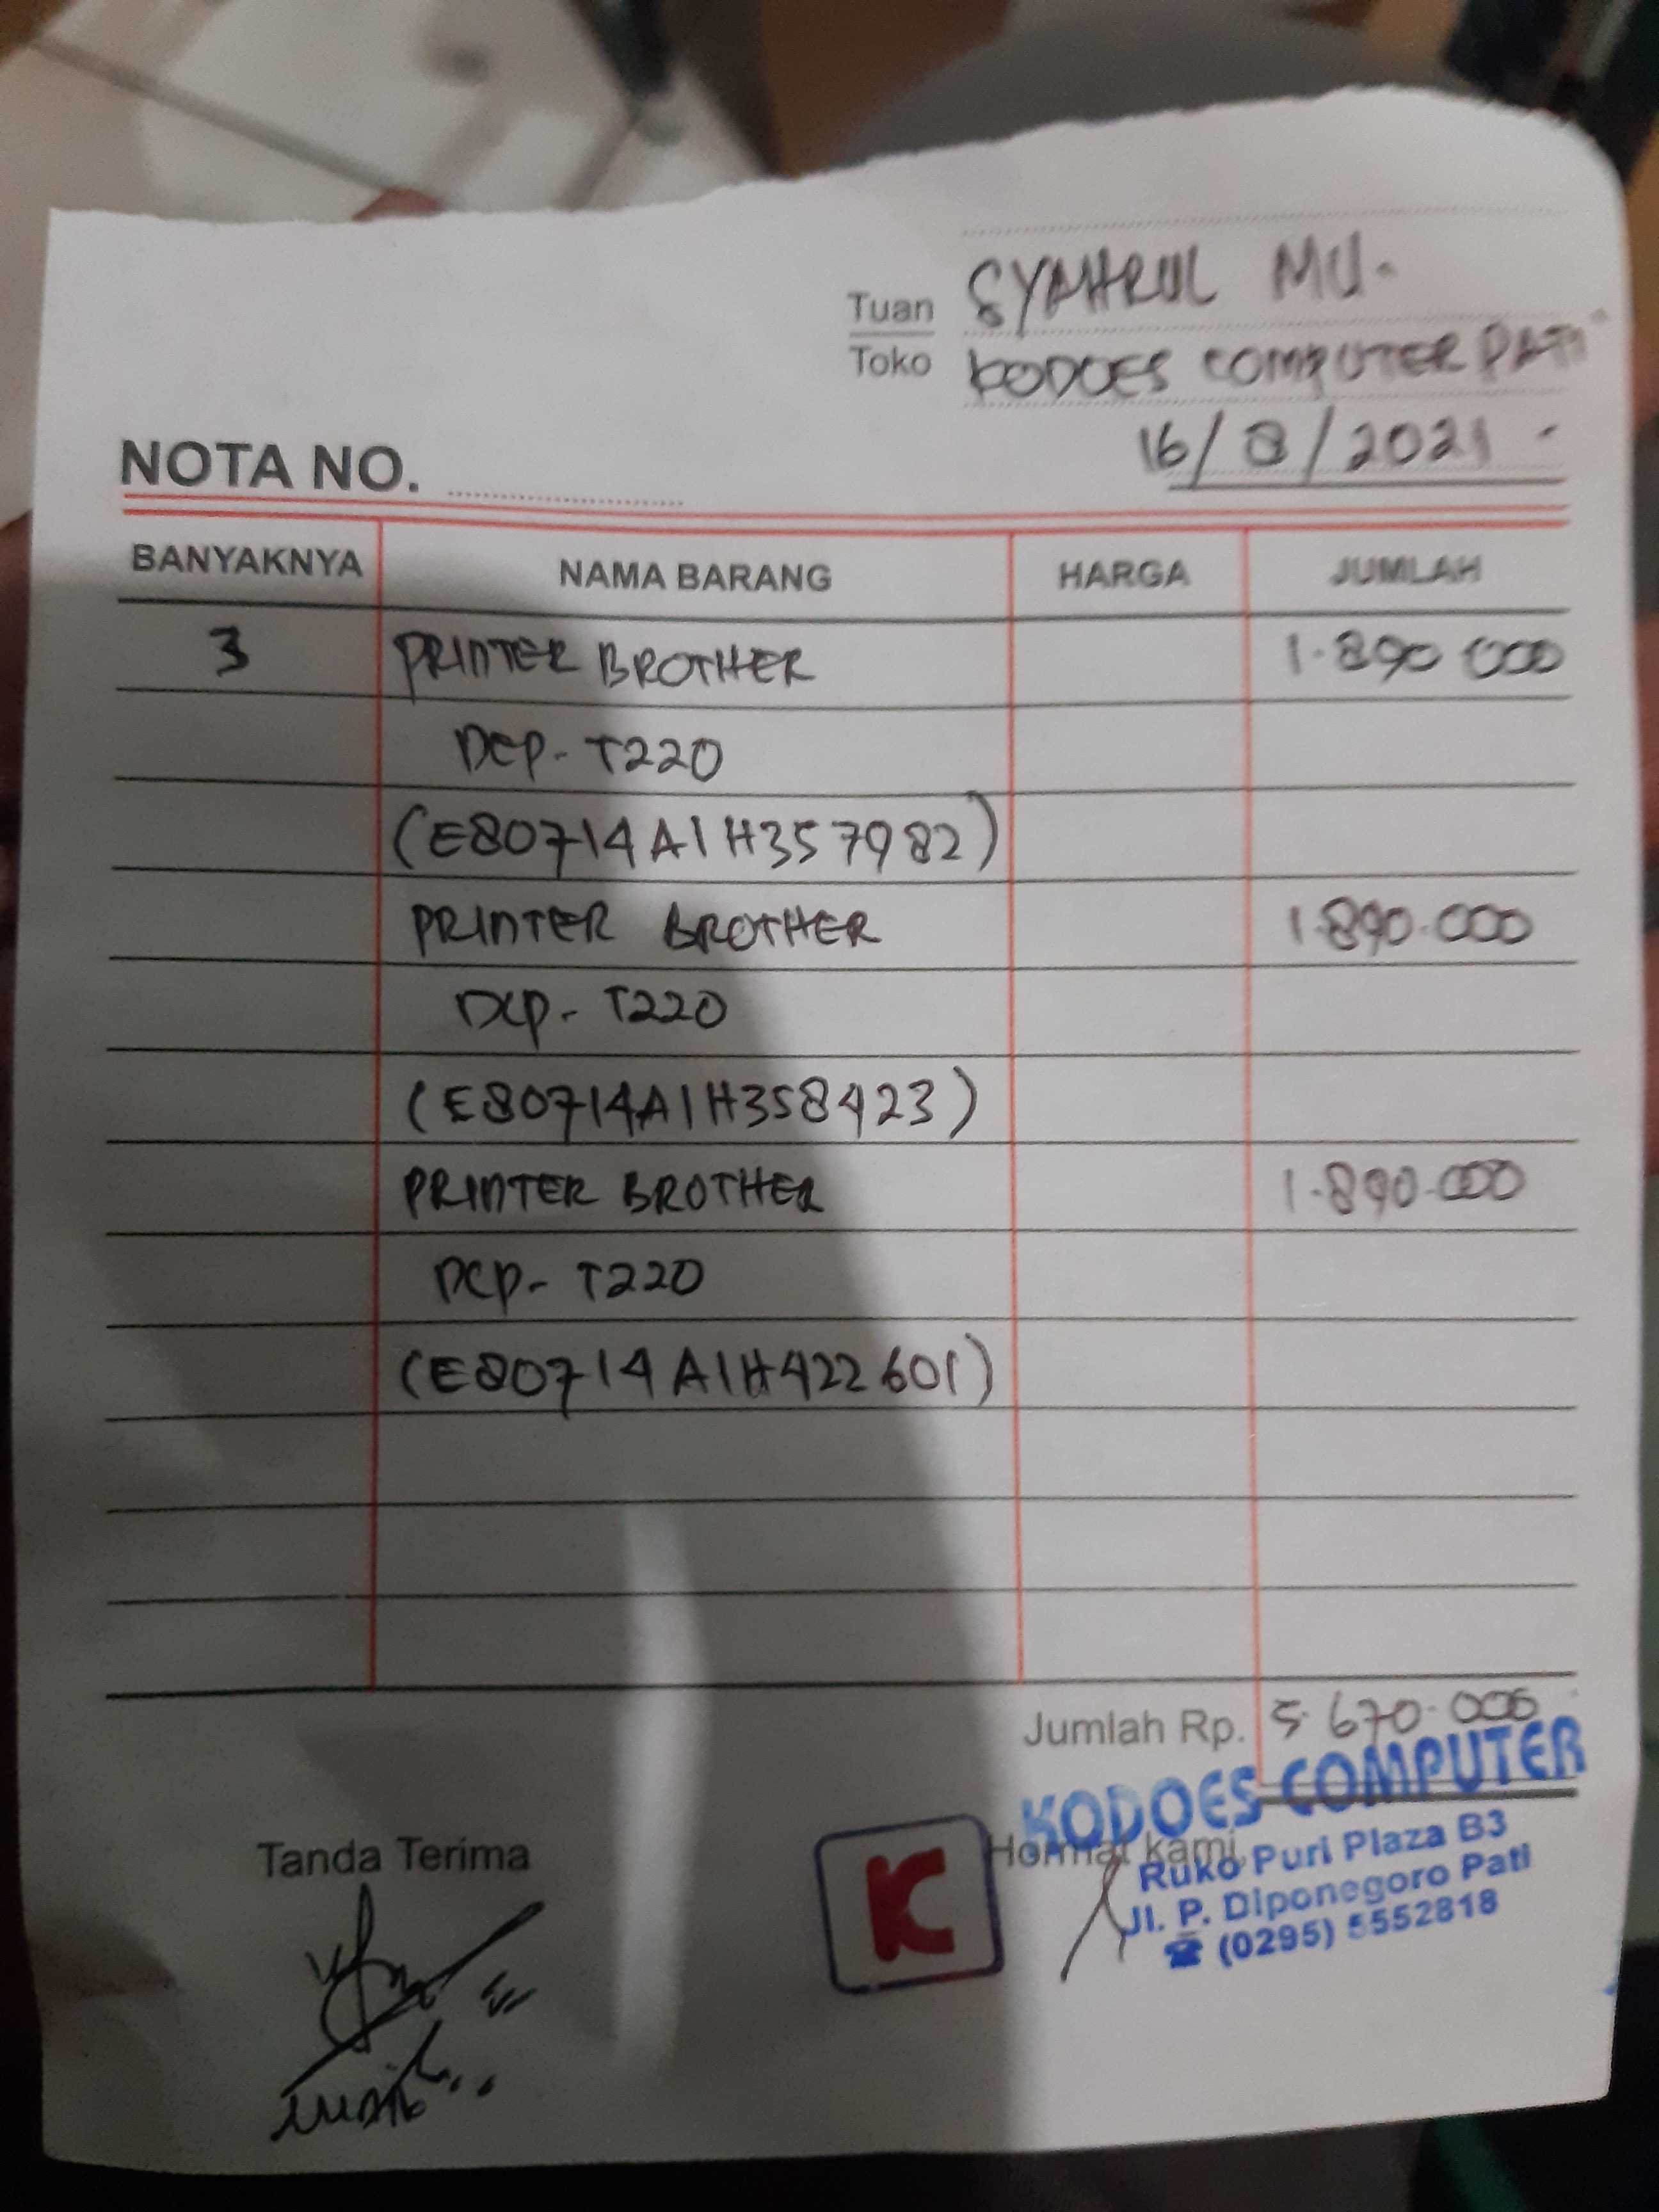 Tuan SYAHRUL MU.
Toko KODOES COMPUTER PATI
16/8/2021
NOTA NO.
BANYAKNYA NAMA BARANG HARGA JUMLAH
3 PRINTER BROTHER 1.890 000
DCP- T220
(E80714A1H357982)
PRINTER BROTHER 1.890.000
DCP- T220
(E80714A1H358423)
PRINTER BROTHER 1.890.000
DCP- T220
(E80714A1H422601)
Jumlah Rp. 5.670.000
KODOES COMPUTER
Tanda Terima
K
Hormat kami,
Ruko Puri Plaza B3
Jl. P. Diponegoro Pati
☎ (0295) 5552818